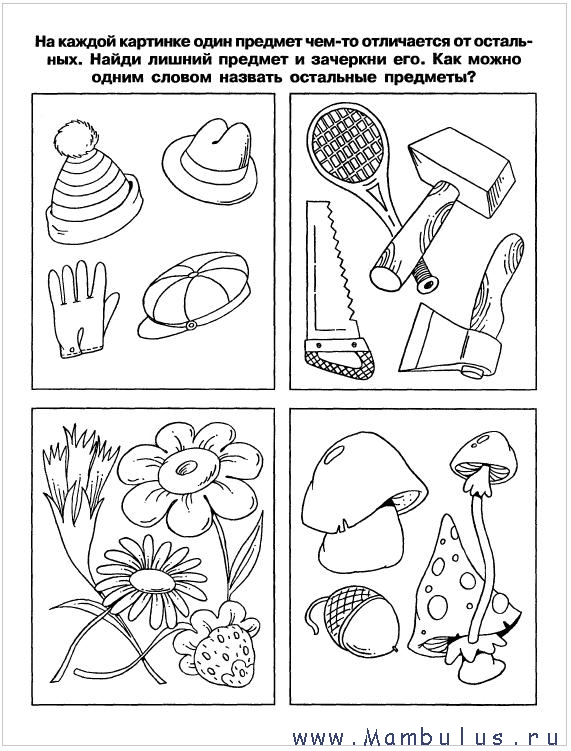 На каждой картинке один предмет чем-то отличается от осталь-
ных. Найди лишний предмет и зачеркни его. Как можно
одним словом назвать остальные предметы?
www.Mambulus.ru